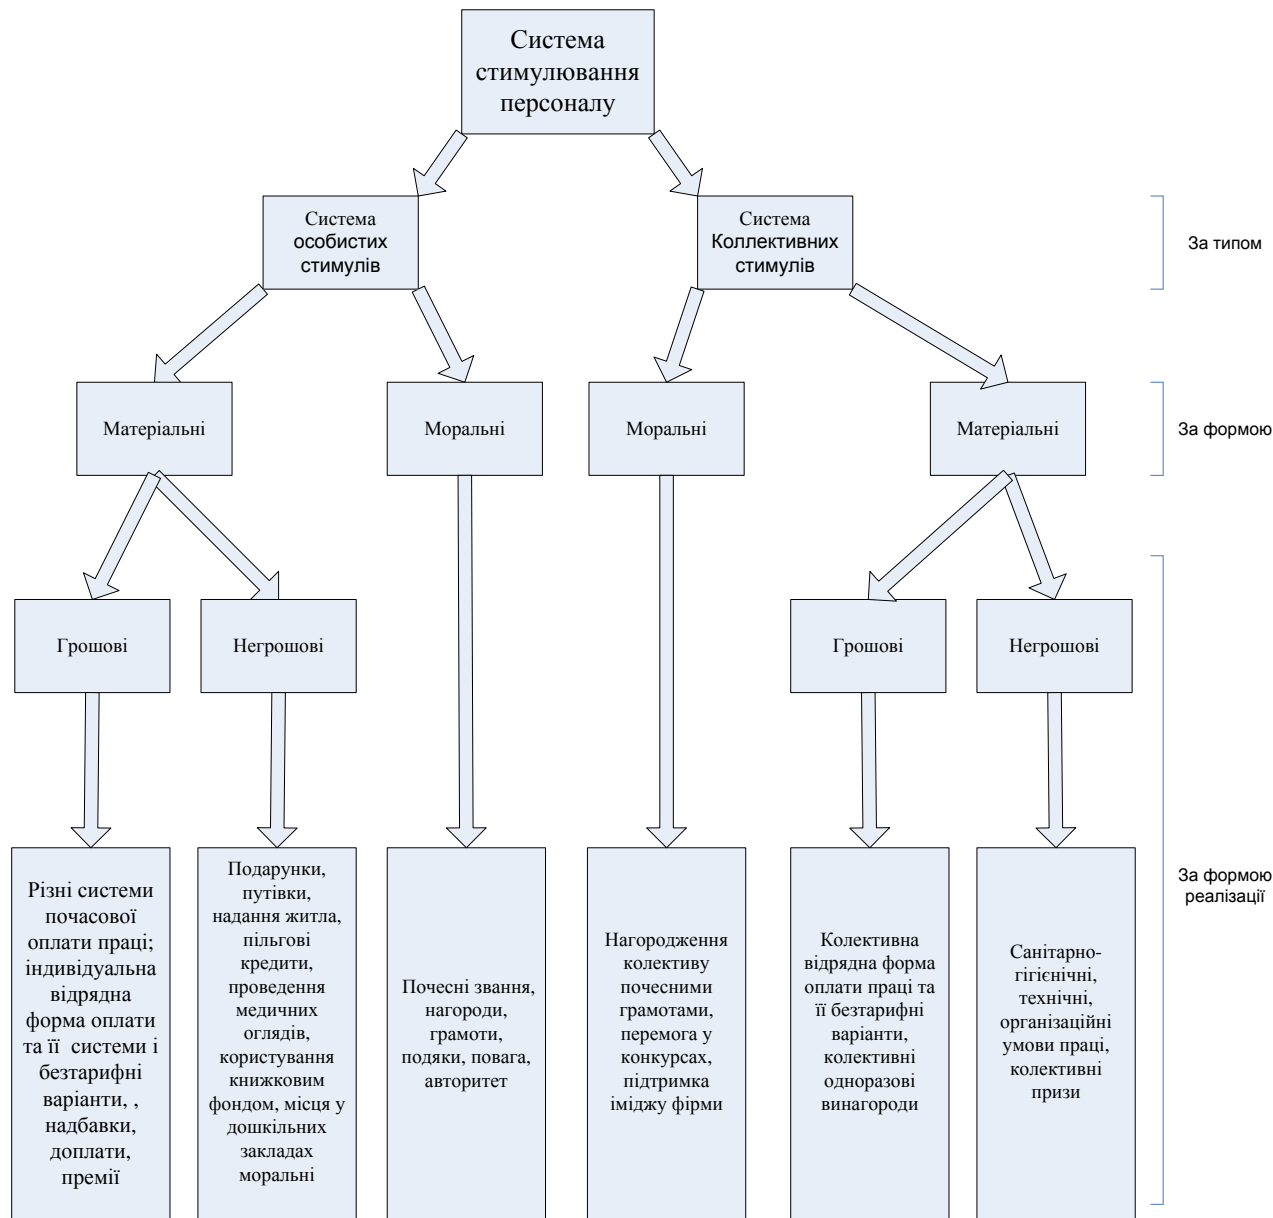 Система
стимулювання
персоналу
Система
особистих
стимулів
Система
Коллективних
стимулів
За типом
Матеріальні
Моральні
Моральні
Матеріальні
За формою
Грошові
Негрошові
Грошові
Негрошові
Різні системи
почасової
оплати праці;
індивідуальна
відрядна
форма оплати
та її  системи і
безтарифні
варіанти, ,
надбавки,
доплати,
премії
Подарунки,
путівки,
надання житла,
пільгові
кредити,
проведення
медичних
оглядів,
користування
книжковим
фондом, місця у
дошкільних
закладах
моральні
Почесні звання,
нагороди,
грамоти,
подяки, повага,
авторитет
Нагородження
колективу
почесними
грамотами,
перемога у
конкурсах,
підтримка
іміджу фірми
Колективна
відрядна форма
оплати праці та
її безтарифні
варіанти,
колективні
одноразові
винагороди
Санітарно-
гігієнічні,
технічні,
організаційні
умови праці,
колективні
призи
За формою
реалізації